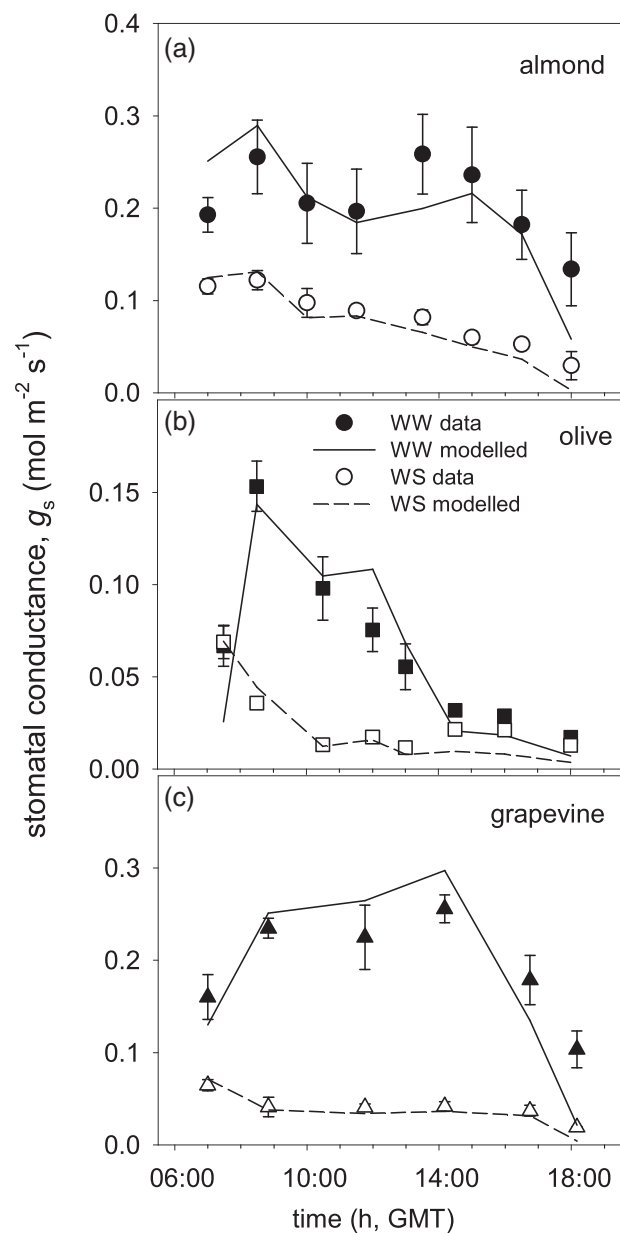 stomatal conductance, gs (mol m⁻² s⁻¹)
(a)
almond
0.4
0.3
0.2
0.1
0.0
(b)
olive
WW data
WW modelled
WS data
WS modelled
0.15
0.10
0.05
0.00
(c)
grapevine
0.3
0.2
0.1
0.0
06:00 10:00 14:00 18:00
time (h, GMT)